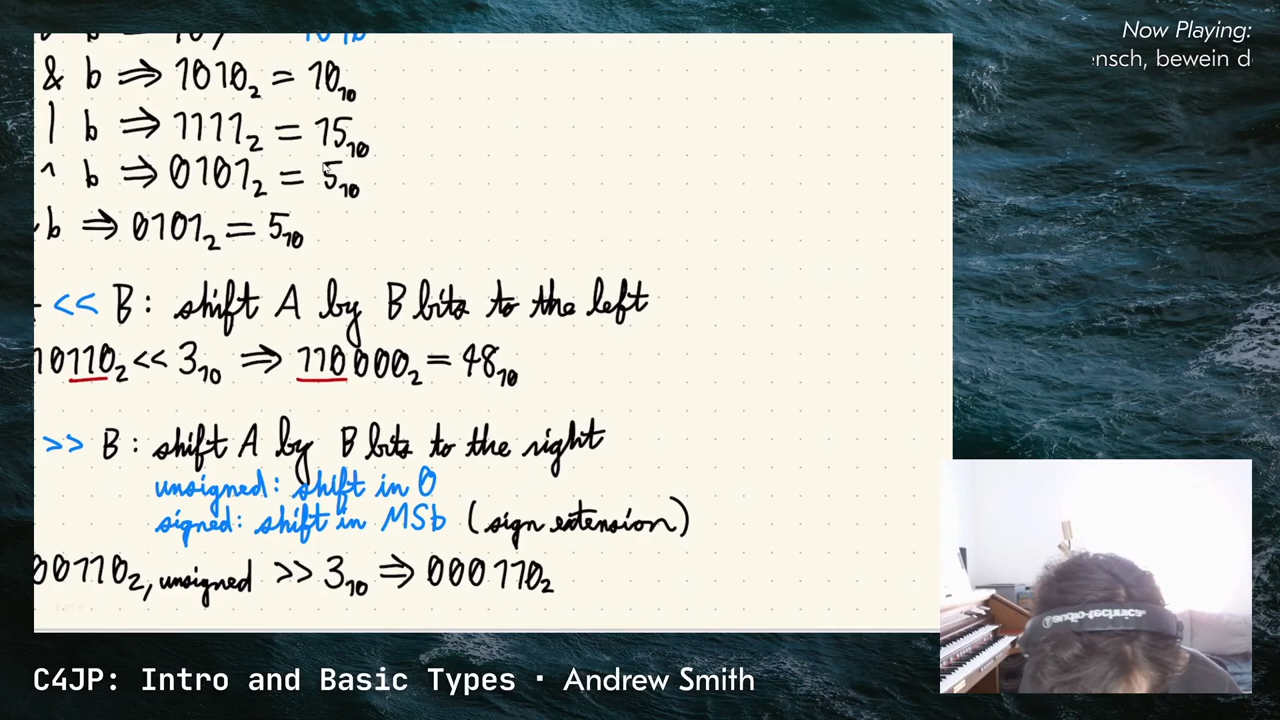 Now Playing:
ensch, bewein d
& b ⇒ 1010₂ = 10₁₀
| b ⇒ 1111₂ = 15₁₀
^ b ⇒ 0101₂ = 5₁₀
b ⇒ 0101₂ = 5₁₀
<< B: shift A by B bits to the left
10110₂ << 3₁₀ ⇒ 110000₂ = 48₁₀
>> B: shift A by B bits to the right
unsigned: shift in 0
signed: shift in MSb (sign extension)
00110₂, unsigned >> 3₁₀ ⇒ 000110₂
audio-technica
C4JP: Intro and Basic Types · Andrew Smith